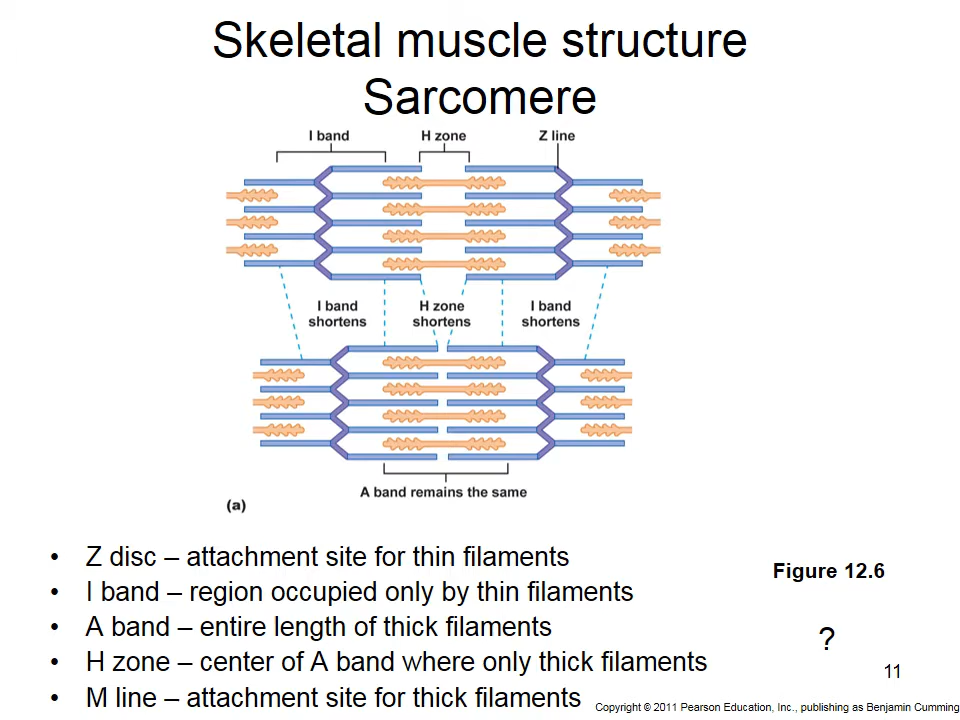 Skeletal muscle structure
Sarcomere
I band
H zone
Z line
I band
shortens
H zone
shortens
I band
shortens
A band remains the same
(a)
• Z disc – attachment site for thin filaments
• I band – region occupied only by thin filaments
• A band – entire length of thick filaments
• H zone – center of A band where only thick filaments
• M line – attachment site for thick filaments
Figure 12.6
?
11
Copyright © 2011 Pearson Education, Inc., publishing as Benjamin Cumming